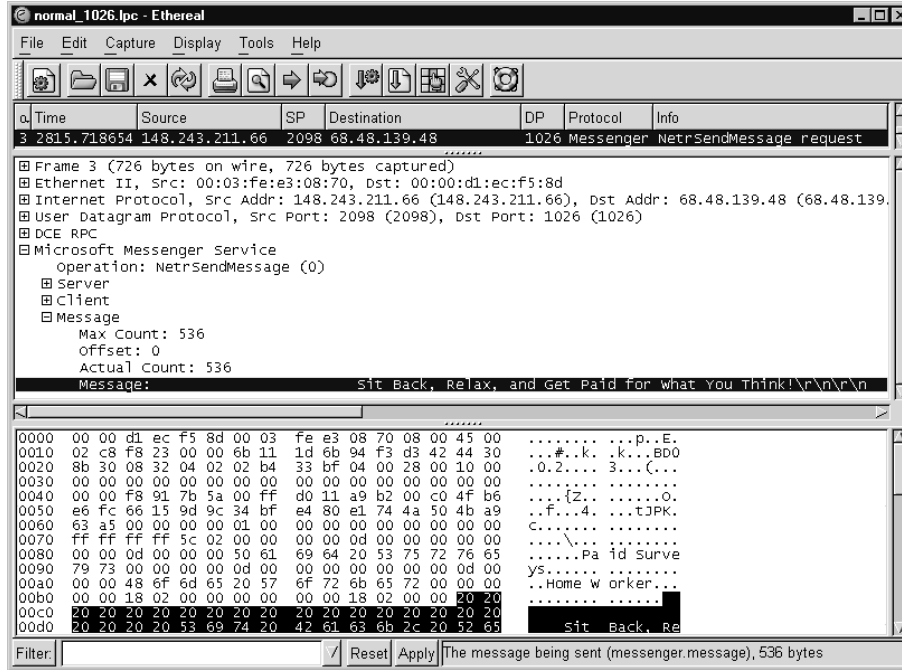 normal_1026.lpc - Ethereal
File Edit Capture Display Tools Help
Time Source SP Destination DP Protocol Info
3 2815.718654 148.243.211.66 2098 68.48.139.48 1026 Messenger NetrSendMessage request
Frame 3 (726 bytes on wire, 726 bytes captured)
Ethernet II, Src: 00:03:fe:e3:08:70, Dst: 00:00:d1:ec:f5:8d
Internet Protocol, Src Addr: 148.243.211.66 (148.243.211.66), Dst Addr: 68.48.139.48 (68.48.139.
User Datagram Protocol, Src Port: 2098 (2098), Dst Port: 1026 (1026)
DCE RPC
Microsoft Messenger Service
Operation: NetrSendMessage (0)
Server
Client
Message
Max Count: 536
Offset: 0
Actual Count: 536
Message: Sit Back, Relax, and Get Paid for What You Think!\r\n\r\n
0000 00 00 d1 ec f5 8d 00 03 fe e3 08 70 08 00 45 00 ........ ...p..E.
0010 02 c8 f8 23 00 00 6b 11 1d 6b 94 f3 d3 42 44 30 ...#..k. .k...BD0
0020 8b 30 08 32 04 02 02 b4 33 bf 04 00 28 00 10 00 .0.2.... 3...(...
0030 00 00 00 00 00 00 00 00 00 00 00 00 00 00 00 00 ........ ........
0040 00 00 f8 91 7b 5a 00 ff d0 11 a9 b2 00 c0 4f b6 ....{Z.. ......O.
0050 e6 fc 66 15 9d 9c 34 bf e4 80 e1 74 4a 50 4b a9 ..f...4. ...tJPK.
0060 63 a5 00 00 00 00 01 00 00 00 00 00 00 00 00 00 c....... ........
0070 ff ff ff ff 5c 02 00 00 00 00 0d 00 00 00 00 00 ....\... ........
0080 00 00 0d 00 00 00 50 61 69 64 20 53 75 72 76 65 ......Pa id Surve
0090 79 73 00 00 00 00 0d 00 00 00 00 00 00 00 0d 00 ys...... ........
00a0 00 00 48 6f 6d 65 20 57 6f 72 6b 65 72 00 00 00 ..Home W orker...
00b0 00 00 18 02 00 00 00 00 00 00 18 02 00 00 20 20 ........ ......
00c0 20 20 20 20 20 20 20 20 20 20 20 20 20 20 20 20
00d0 20 20 20 20 53 69 74 20 42 61 63 6b 2c 20 52 65 Sit Back, Re
Filter: Reset Apply The message being sent (messenger.message), 536 bytes